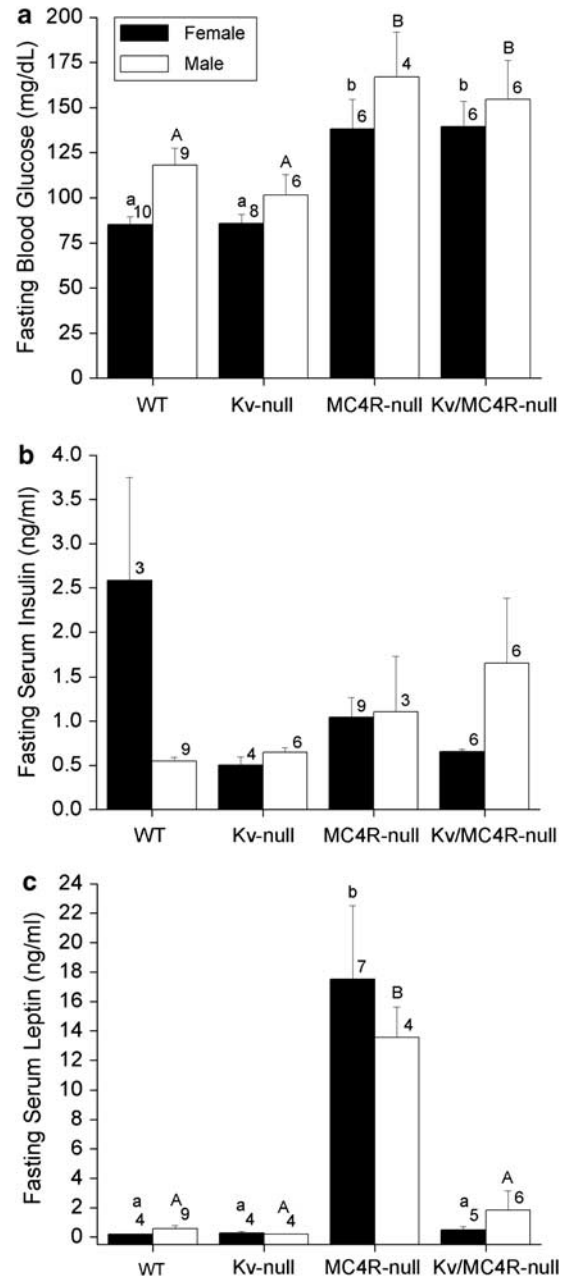 a
Fasting Blood Glucose (mg/dL)
200
175
150
125
100
75
50
25
0
Female
Male
a
10
A
9
a
8
A
6
b
6
B
4
b
6
B
6
WT
Kv-null
MC4R-null
Kv/MC4R-null
b
Fasting Serum Insulin (ng/ml)
4.0
3.5
3.0
2.5
2.0
1.5
1.0
0.5
0.0
3
9
4
6
9
3
6
6
WT
Kv-null
MC4R-null
Kv/MC4R-null
c
Fasting Serum Leptin (ng/ml)
24
22
20
18
16
14
12
10
8
6
4
2
0
a
4
A
9
a
4
A
4
b
7
B
4
a
5
A
6
WT
Kv-null
MC4R-null
Kv/MC4R-null